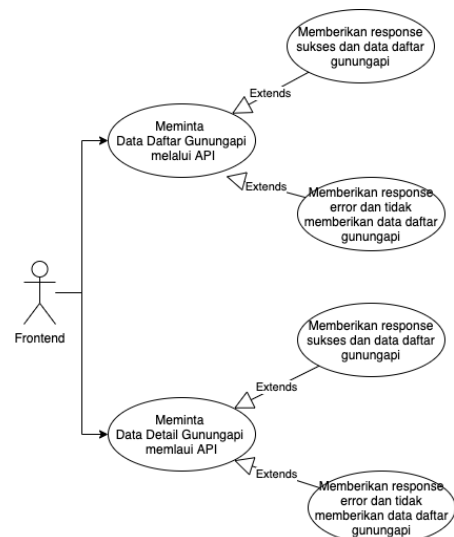 Memberikan response
sukses dan data daftar
gunungapi
Extends
Meminta
Data Daftar Gunungapi
melalui API
Extends
Memberikan response
error dan tidak
memberikan data daftar
gunungapi
Frontend
Memberikan response
sukses dan data daftar
gunungapi
Extends
Meminta
Data Detail Gunungapi
memlaui API
Extends
Memberikan response
error dan tidak
memberikan data daftar
gunungapi